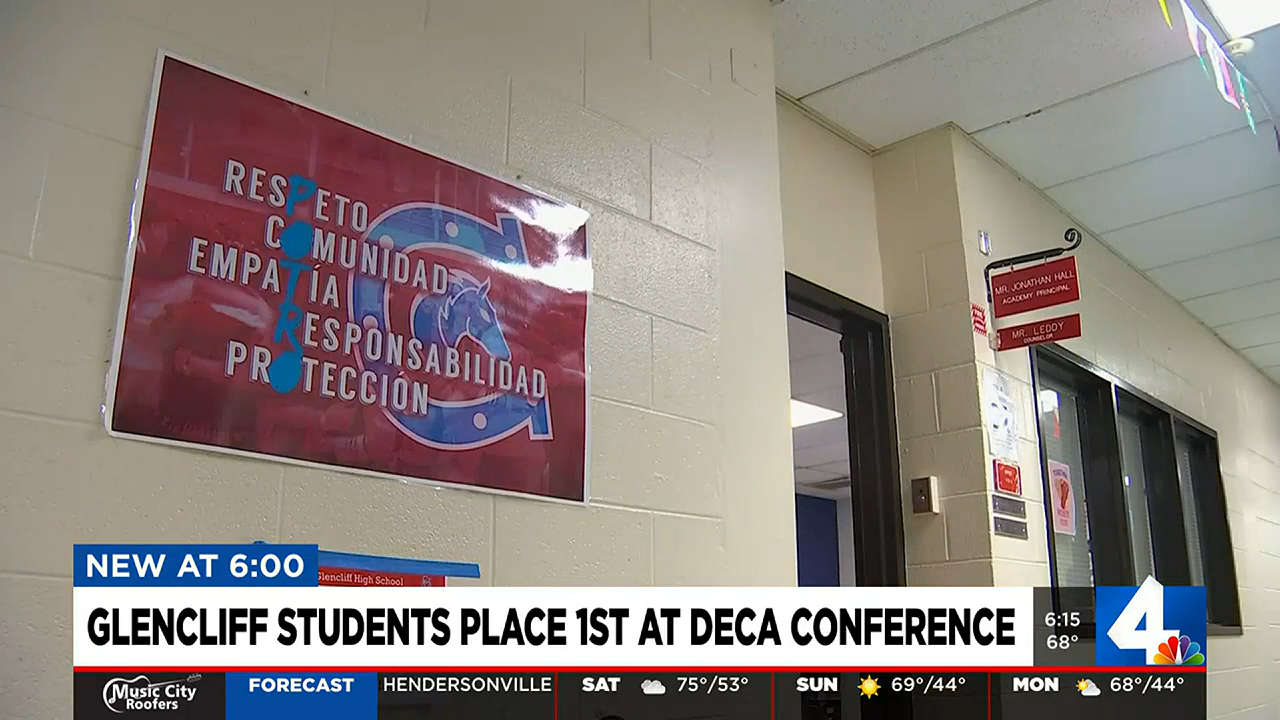 RESPETO
COMUNIDAD
EMPATÍA
RESPONSABILIDAD
PROTECCIÓN
MR. JONATHAN HALL
ACADEMY PRINCIPAL
MR. LEDDY
COUNSELOR
Glencliff High School
NEW AT 6:00
GLENCLIFF STUDENTS PLACE 1ST AT DECA CONFERENCE
6:15
68°
4
Music City
Roofers
FORECAST
HENDERSONVILLE
SAT 75°/53°
SUN 69°/44°
MON 68°/44°